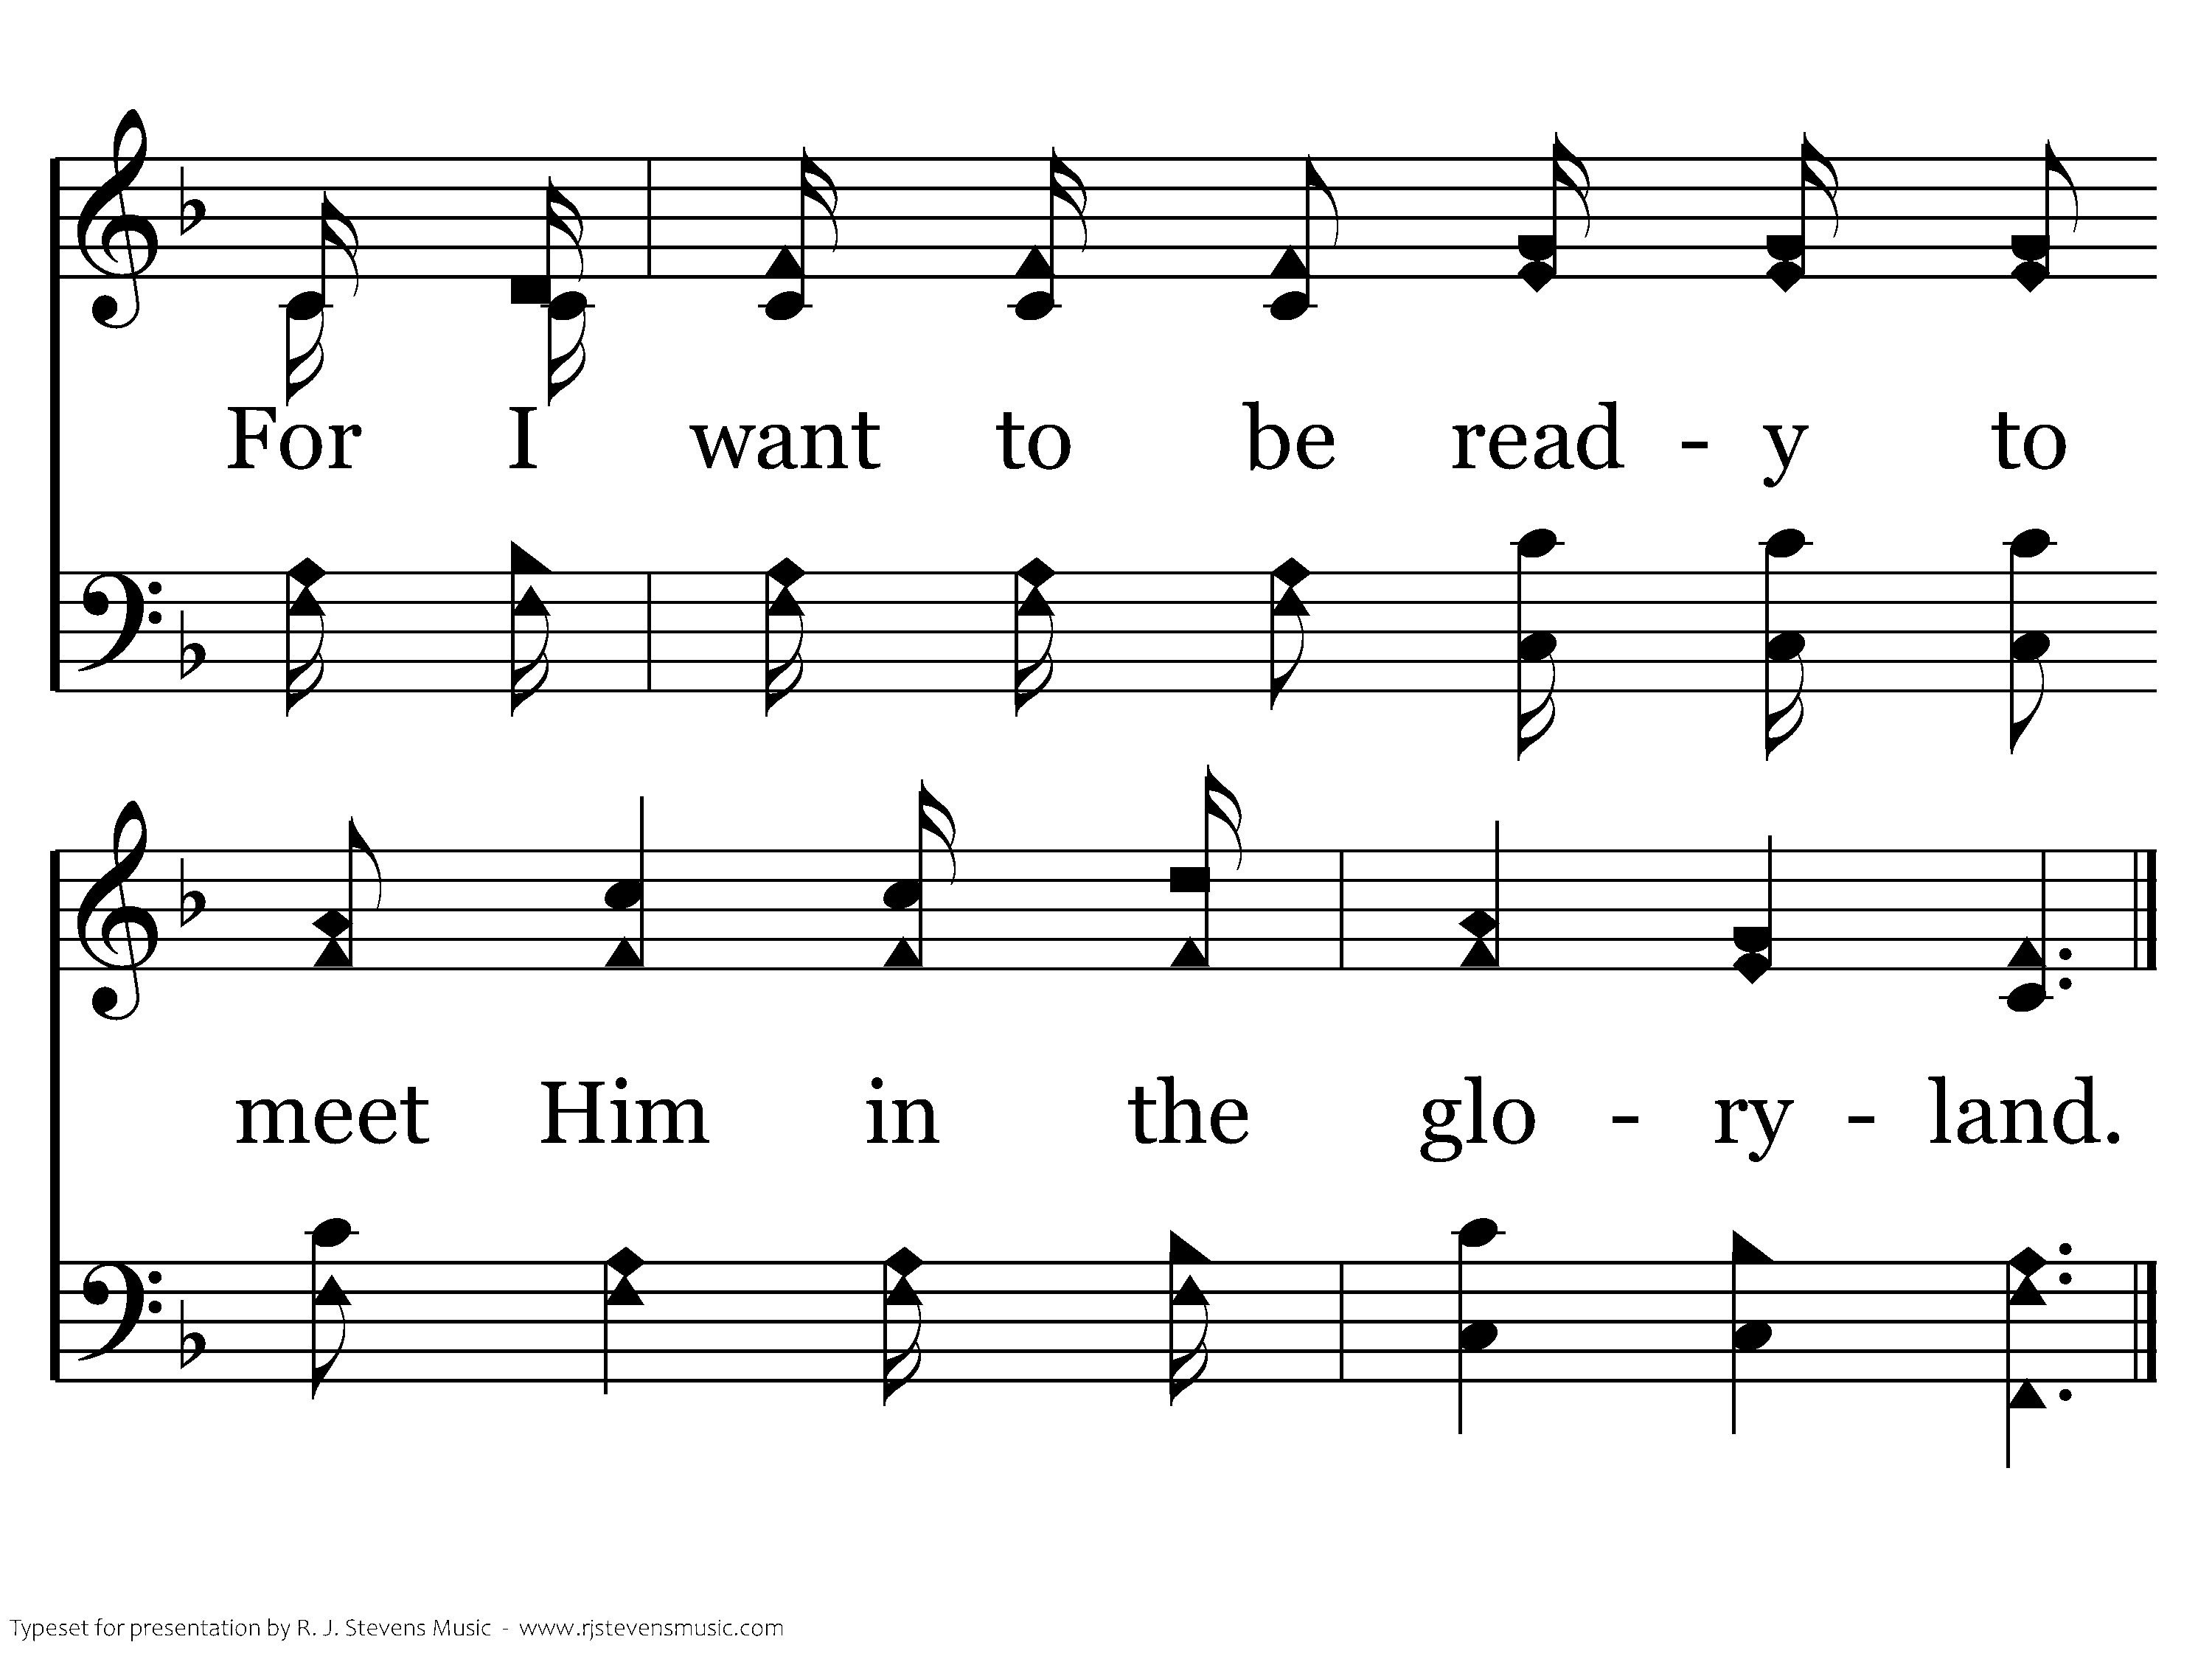 For I want to be read - y to
meet Him in the glo - ry - land.
Typeset for presentation by R. J. Stevens Music - www.rjstevensmusic.com